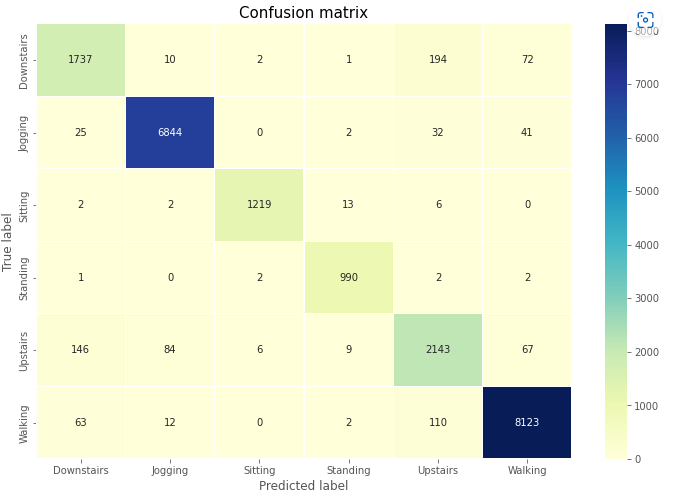 Confusion matrix
True label
Downstairs 1737 10 2 1 194 72
Jogging 25 6844 0 2 32 41
Sitting 2 2 1219 13 6 0
Standing 1 0 2 990 2 2
Upstairs 146 84 6 9 2143 67
Walking 63 12 0 2 110 8123
Downstairs Jogging Sitting Standing Upstairs Walking
Predicted label
8000
7000
6000
5000
4000
3000
2000
1000
0